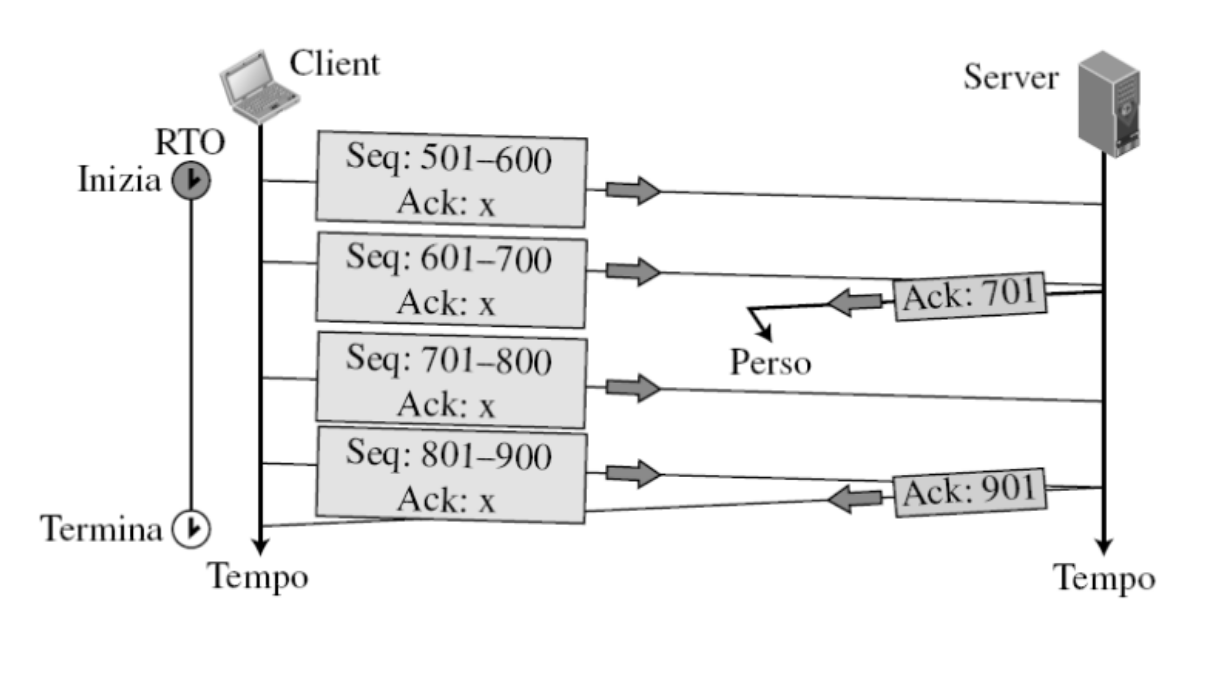 Client
Server
RTO
Inizia
Seq: 501–600
Ack: x
Seq: 601–700
Ack: x
Ack: 701
Perso
Seq: 701–800
Ack: x
Seq: 801–900
Ack: x
Ack: 901
Termina
Tempo
Tempo